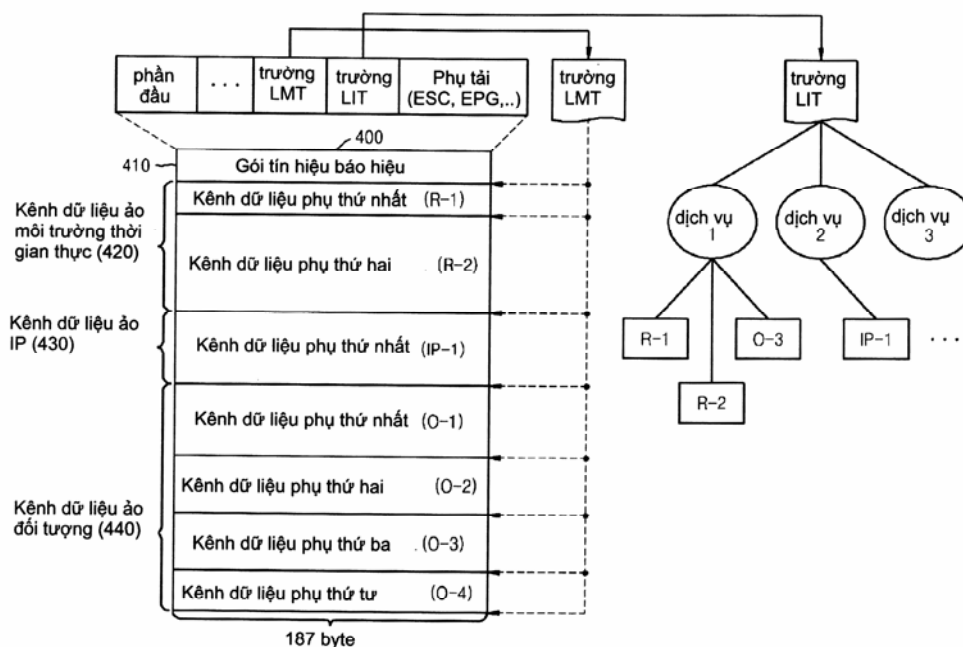 phần
đầu
...
trường
LMT
trường
LIT
Phụ tải
(ESC, EPG,..)
trường
LMT
trường
LIT
400
410
Gói tín hiệu báo hiệu
Kênh dữ liệu ảo
môi trường thời
gian thực (420)
Kênh dữ liệu phụ thứ nhất (R-1)
Kênh dữ liệu phụ thứ hai (R-2)
Kênh dữ liệu ảo
IP (430)
Kênh dữ liệu phụ thứ nhất (IP-1)
Kênh dữ liệu ảo
đối tượng (440)
Kênh dữ liệu phụ thứ nhất (O-1)
Kênh dữ liệu phụ thứ hai (O-2)
Kênh dữ liệu phụ thứ ba (O-3)
Kênh dữ liệu phụ thứ tư (O-4)
187 byte
dịch vụ
1
dịch vụ
2
dịch vụ
3
R-1
O-3
IP-1
...
R-2